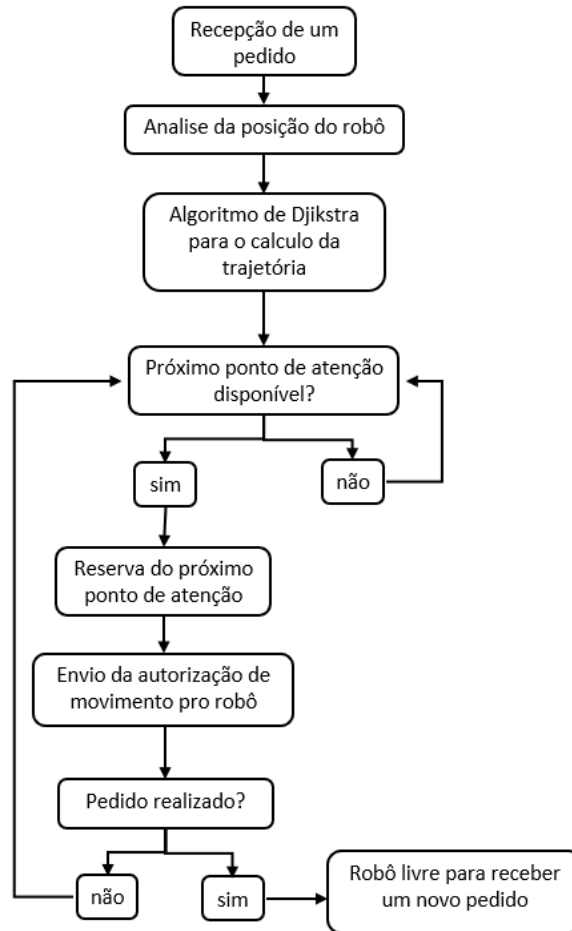 Recepção de um
pedido
Analise da posição do robô
Algoritmo de Djikstra
para o calculo da
trajetória
Próximo ponto de atenção
disponível?
sim
não
Reserva do próximo
ponto de atenção
Envio da autorização de
movimento pro robô
Pedido realizado?
não
sim
Robô livre para receber
um novo pedido